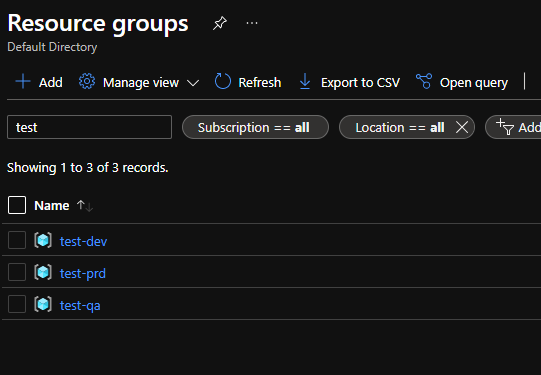 Resource groups
Default Directory
Add Manage view Refresh Export to CSV Open query
test Subscription == all Location == all Add
Showing 1 to 3 of 3 records.
Name
test-dev
test-prd
test-qa